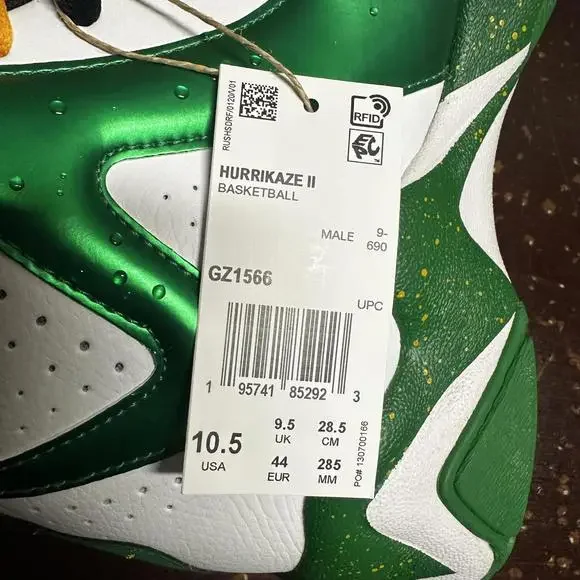 RUSHSDRF/0120/V01
RFID
EPC
HURRIKAZE II
BASKETBALL
MALE
9-
690
GZ1566
UPC
1 95741 85292 3
10.5
USA
9.5
UK
28.5
CM
44
EUR
285
MM
PO# 130700166